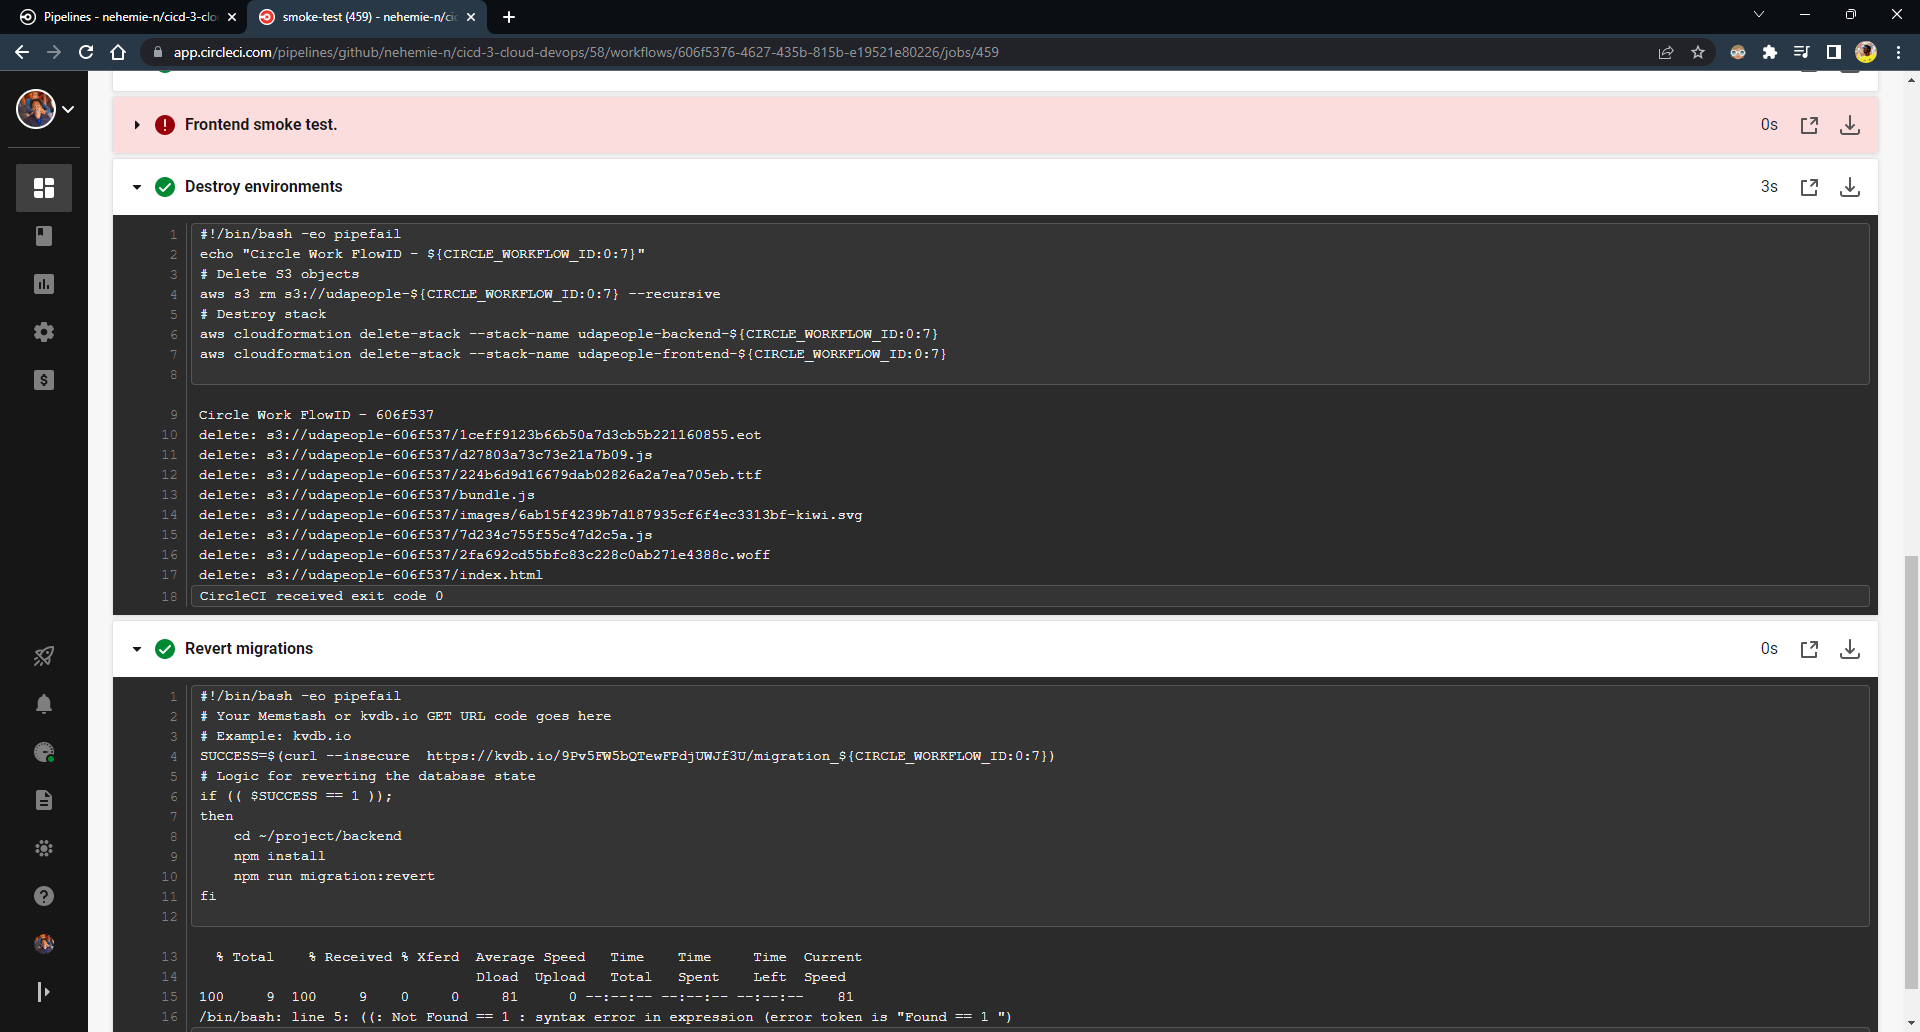 Pipelines - nehemie-n/cicd-3-clo
smoke-test (459) - nehemie-n/cic
app.circleci.com/pipelines/github/nehemie-n/cicd-3-cloud-devops/58/workflows/606f5376-4627-435b-815b-e19521e80226/jobs/459
Frontend smoke test.
0s
Destroy environments
3s
1 #!/bin/bash -eo pipefail
2 echo "Circle Work FlowID - ${CIRCLE_WORKFLOW_ID:0:7}"
3 # Delete S3 objects
4 aws s3 rm s3://udapeople-${CIRCLE_WORKFLOW_ID:0:7} --recursive
5 # Destroy stack
6 aws cloudformation delete-stack --stack-name udapeople-backend-${CIRCLE_WORKFLOW_ID:0:7}
7 aws cloudformation delete-stack --stack-name udapeople-frontend-${CIRCLE_WORKFLOW_ID:0:7}
8
9 Circle Work FlowID - 606f537
10 delete: s3://udapeople-606f537/1ceff9123b66b50a7d3cb5b221160855.eot
11 delete: s3://udapeople-606f537/d27803a73c73e21a7b09.js
12 delete: s3://udapeople-606f537/224b6d9d16679dab02826a2a7ea705eb.ttf
13 delete: s3://udapeople-606f537/bundle.js
14 delete: s3://udapeople-606f537/images/6ab15f4239b7d187935cf6f4ec3313bf-kiwi.svg
15 delete: s3://udapeople-606f537/7d234c755f55c47d2c5a.js
16 delete: s3://udapeople-606f537/2fa692cd55bfc83c228c0ab271e4388c.woff
17 delete: s3://udapeople-606f537/index.html
18 CircleCI received exit code 0
Revert migrations
0s
1 #!/bin/bash -eo pipefail
2 # Your Memstash or kvdb.io GET URL code goes here
3 # Example: kvdb.io
4 SUCCESS=$(curl --insecure  https://kvdb.io/9Pv5FW5bQTewFPdjUWJf3U/migration_${CIRCLE_WORKFLOW_ID:0:7})
5 # Logic for reverting the database state
6 if (( $SUCCESS == 1 ));
7 then
8     cd ~/project/backend
9     npm install
10     npm run migration:revert
11 fi
12
13   % Total    % Received % Xferd  Average Speed   Time    Time     Time  Current
14                                  Dload  Upload   Total   Spent    Left  Speed
15 100     9  100     9    0     0     81      0 --:--:-- --:--:-- --:--:--    81
16 /bin/bash: line 5: ((: Not Found == 1 : syntax error in expression (error token is "Found == 1 ")